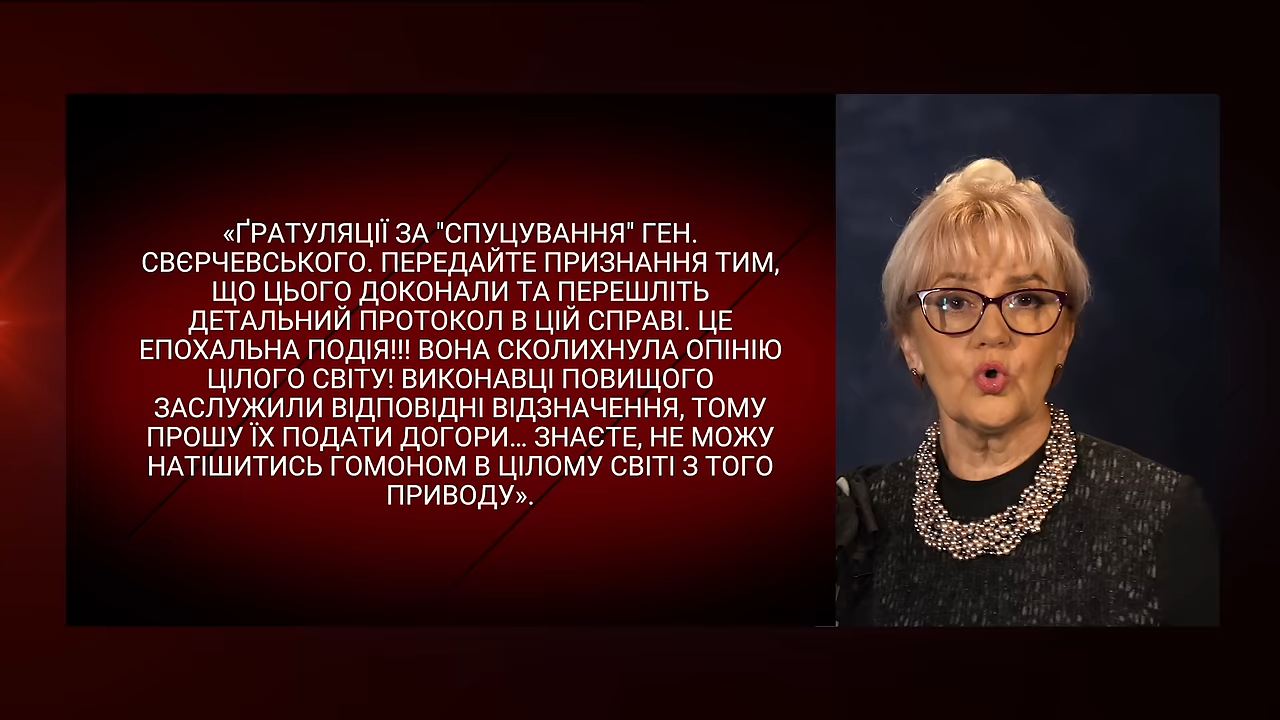 «ҐРАТУЛЯЦІЇ ЗА "СПУЦУВАННЯ" ГЕН.
СВЄРЧЕВСЬКОГО. ПЕРЕДАЙТЕ ПРИЗНАННЯ ТИМ,
ЩО ЦЬОГО ДОКОНАЛИ ТА ПЕРЕШЛІТЬ
ДЕТАЛЬНИЙ ПРОТОКОЛ В ЦІЙ СПРАВІ. ЦЕ
ЕПОХАЛЬНА ПОДІЯ!!! ВОНА СКОЛИХНУЛА ОПІНІЮ
ЦІЛОГО СВІТУ! ВИКОНАВЦІ ПОВИЩОГО
ЗАСЛУЖИЛИ ВІДПОВІДНІ ВІДЗНАЧЕННЯ, ТОМУ
ПРОШУ ЇХ ПОДАТИ ДОГОРИ... ЗНАЄТЕ, НЕ МОЖУ
НАТІШИТИСЬ ГОМОНОМ В ЦІЛОМУ СВІТІ З ТОГО
ПРИВОДУ».